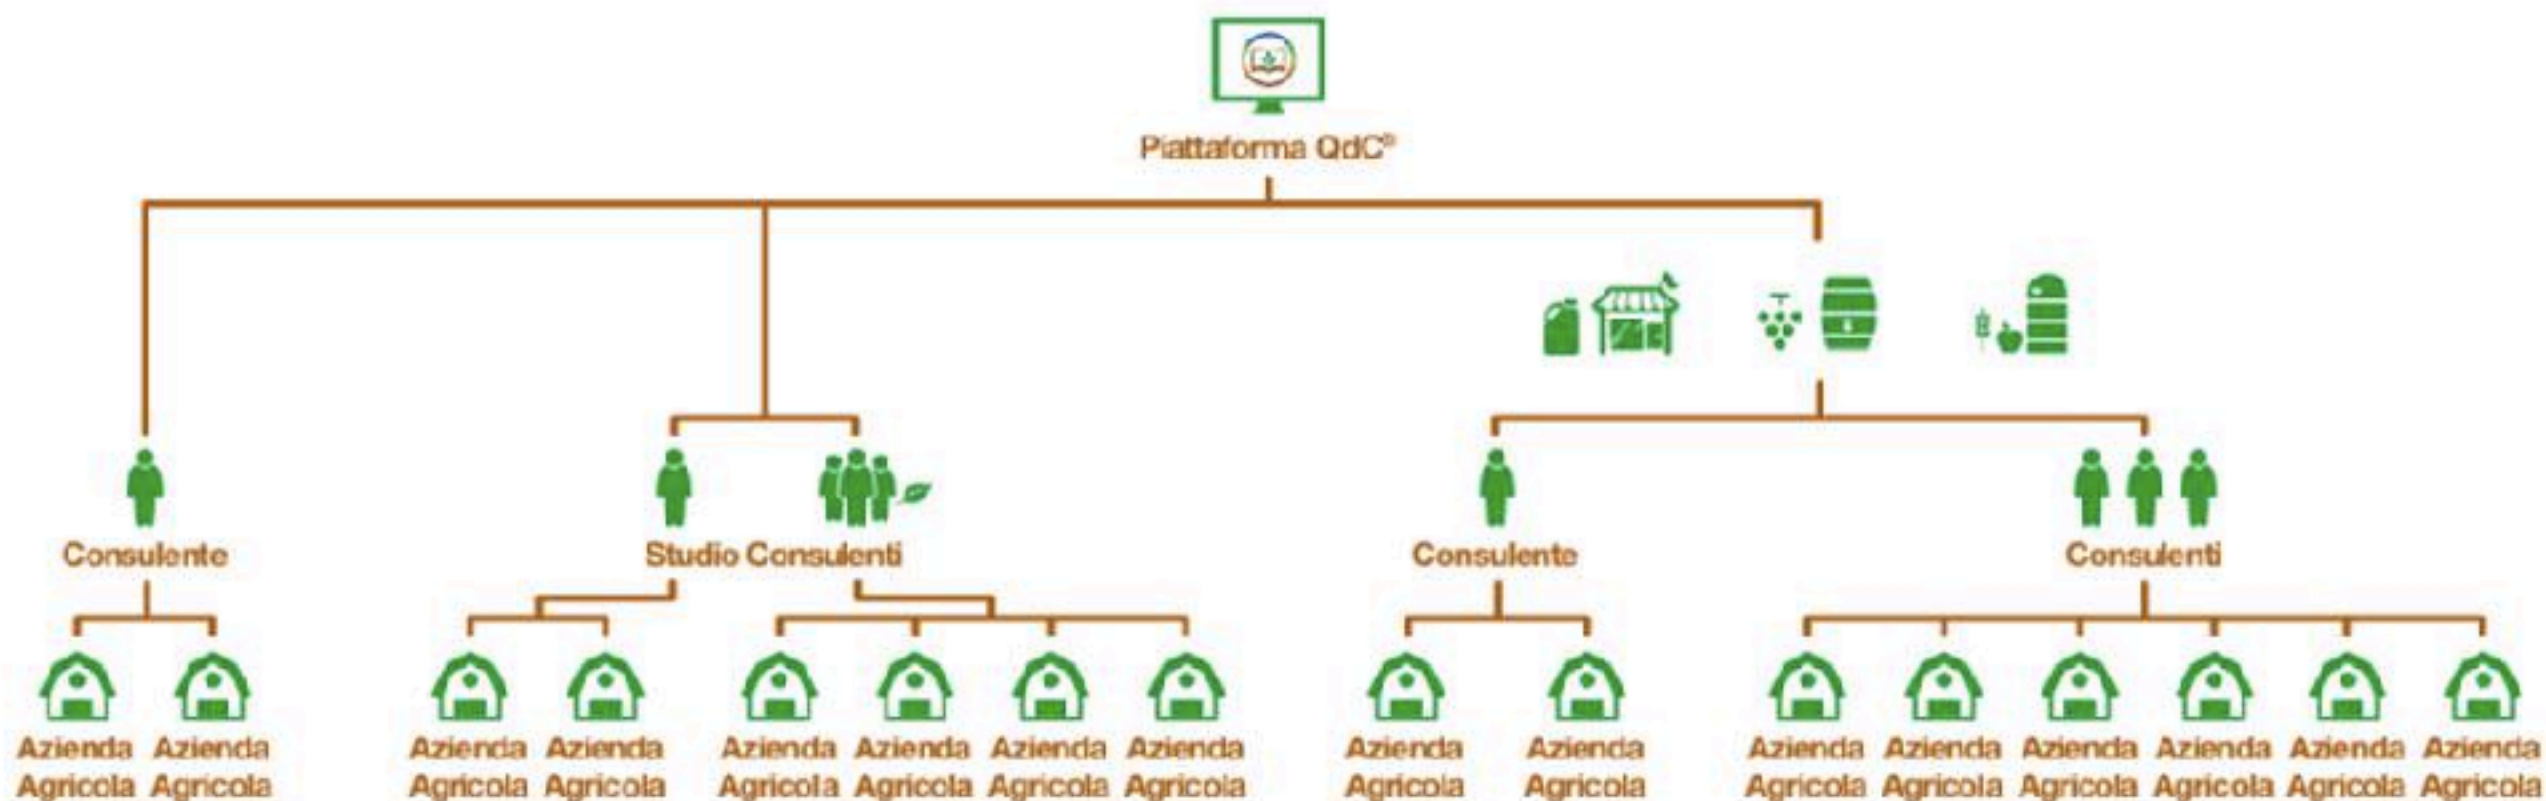 Piattaforma QdC®
Consulente
Studio Consulenti
Consulente
Consulenti
Azienda Azienda Azienda Azienda Azienda Azienda Azienda Azienda Azienda Azienda Azienda Azienda Azienda Azienda Azienda Azienda
Agricola Agricola Agricola Agricola Agricola Agricola Agricola Agricola Agricola Agricola Agricola Agricola Agricola Agricola Agricola Agricola